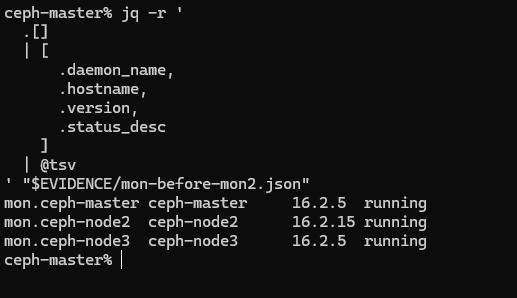 ceph-master% jq -r '
  .[]
  | [
      .daemon_name,
      .hostname,
      .version,
      .status_desc
    ]
  | @tsv
' "$EVIDENCE/mon-before-mon2.json"
mon.ceph-master ceph-master     16.2.5  running
mon.ceph-node2  ceph-node2      16.2.15 running
mon.ceph-node3  ceph-node3      16.2.5  running
ceph-master%